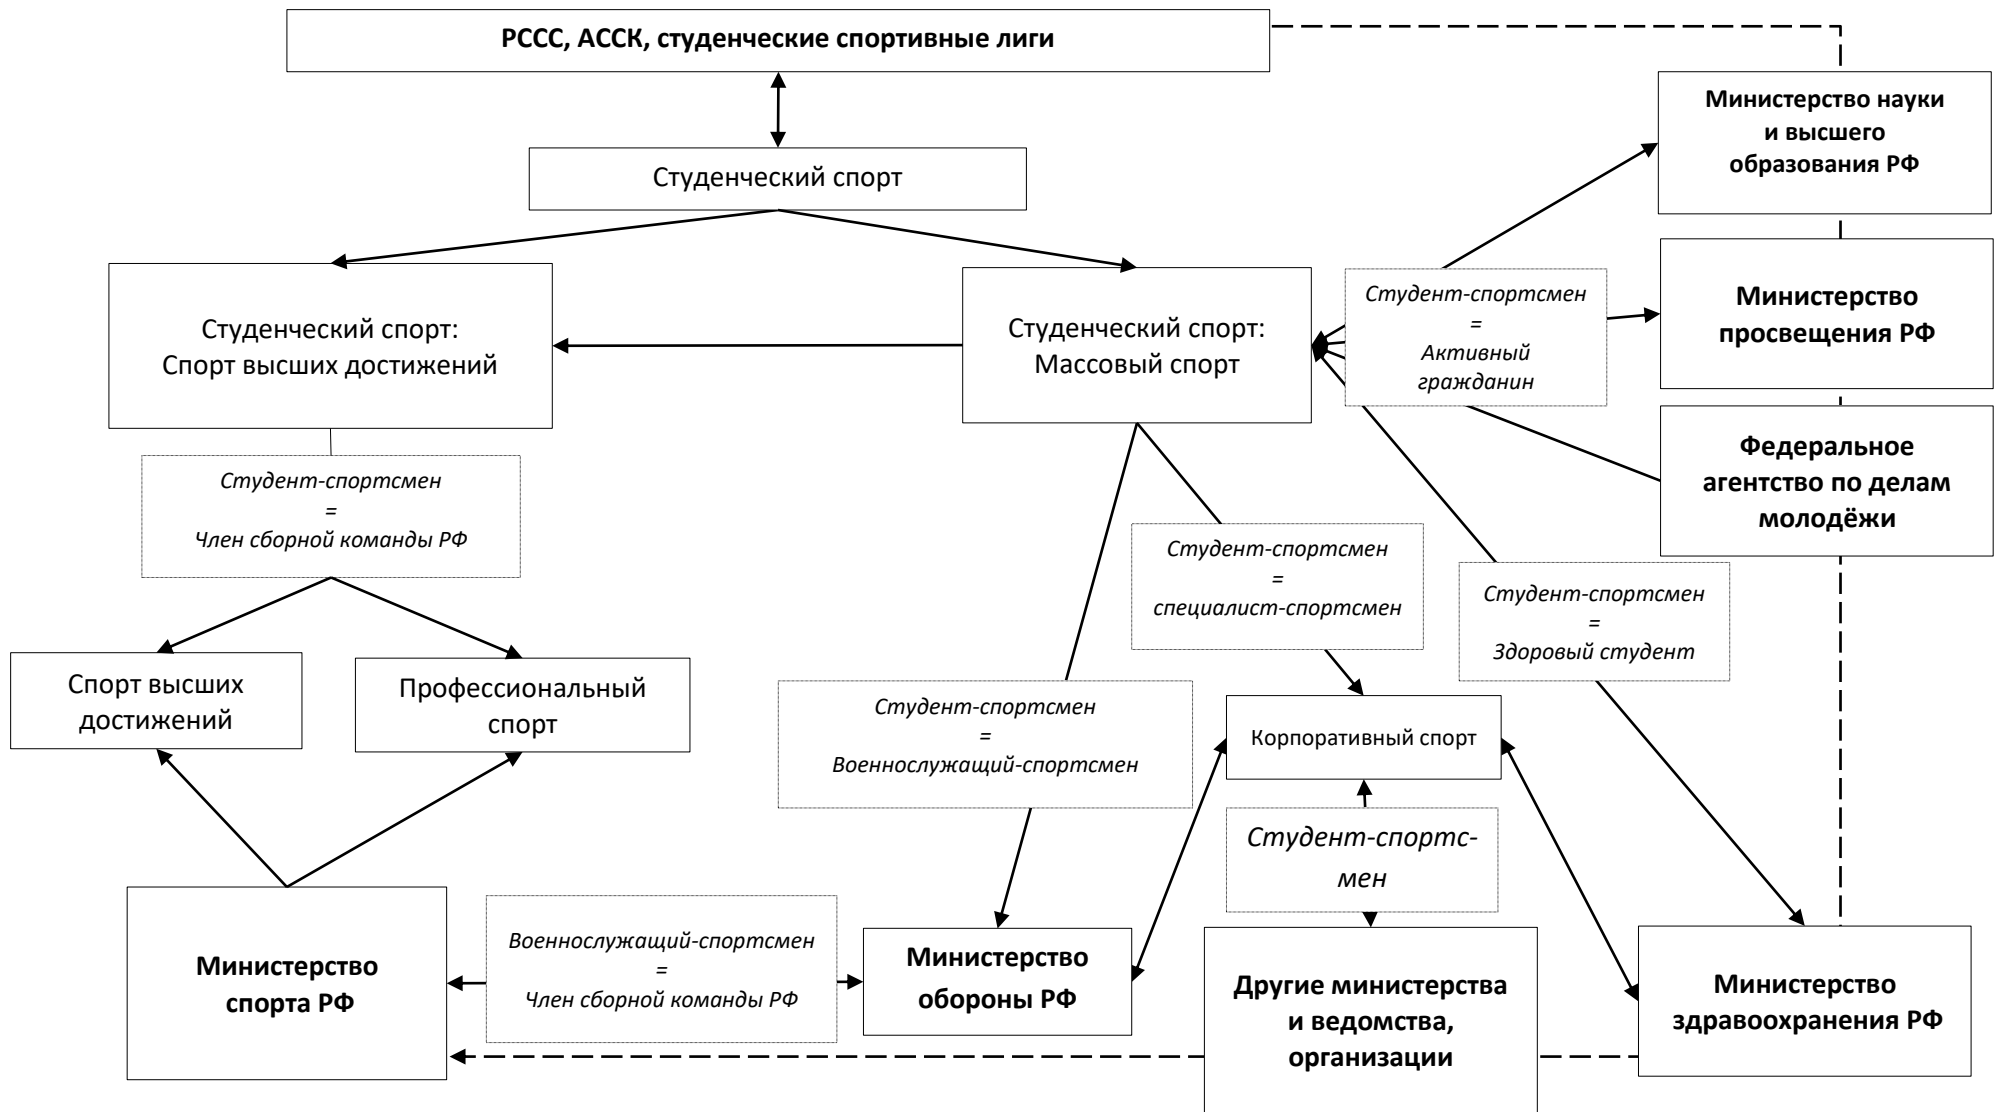 РССС, АССК, студенческие спортивные лиги
Министерство науки
и высшего
образования РФ
Студенческий спорт
Студенческий спорт:
Спорт высших достижений
Студенческий спорт:
Массовый спорт
Студент-спортсмен
=
Активный
гражданин
Министерство
просвещения РФ
Федеральное
агентство по делам
молодёжи
Студент-спортсмен
=
Член сборной команды РФ
Студент-спортсмен
=
специалист-спортсмен
Студент-спортсмен
=
Здоровый студент
Спорт высших
достижений
Профессиональный
спорт
Студент-спортсмен
=
Военнослужащий-спортсмен
Корпоративный спорт
Студент-спортс-
мен
Министерство
спорта РФ
Военнослужащий-спортсмен
=
Член сборной команды РФ
Министерство
обороны РФ
Другие министерства
и ведомства,
организации
Министерство
здравоохранения РФ